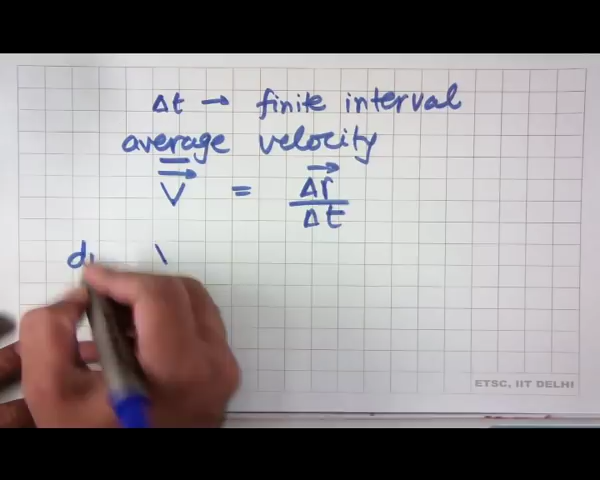 Δt → finite interval
average velocity
V⃗ = Δr⃗ / Δt
d
ETSC, IIT DELHI